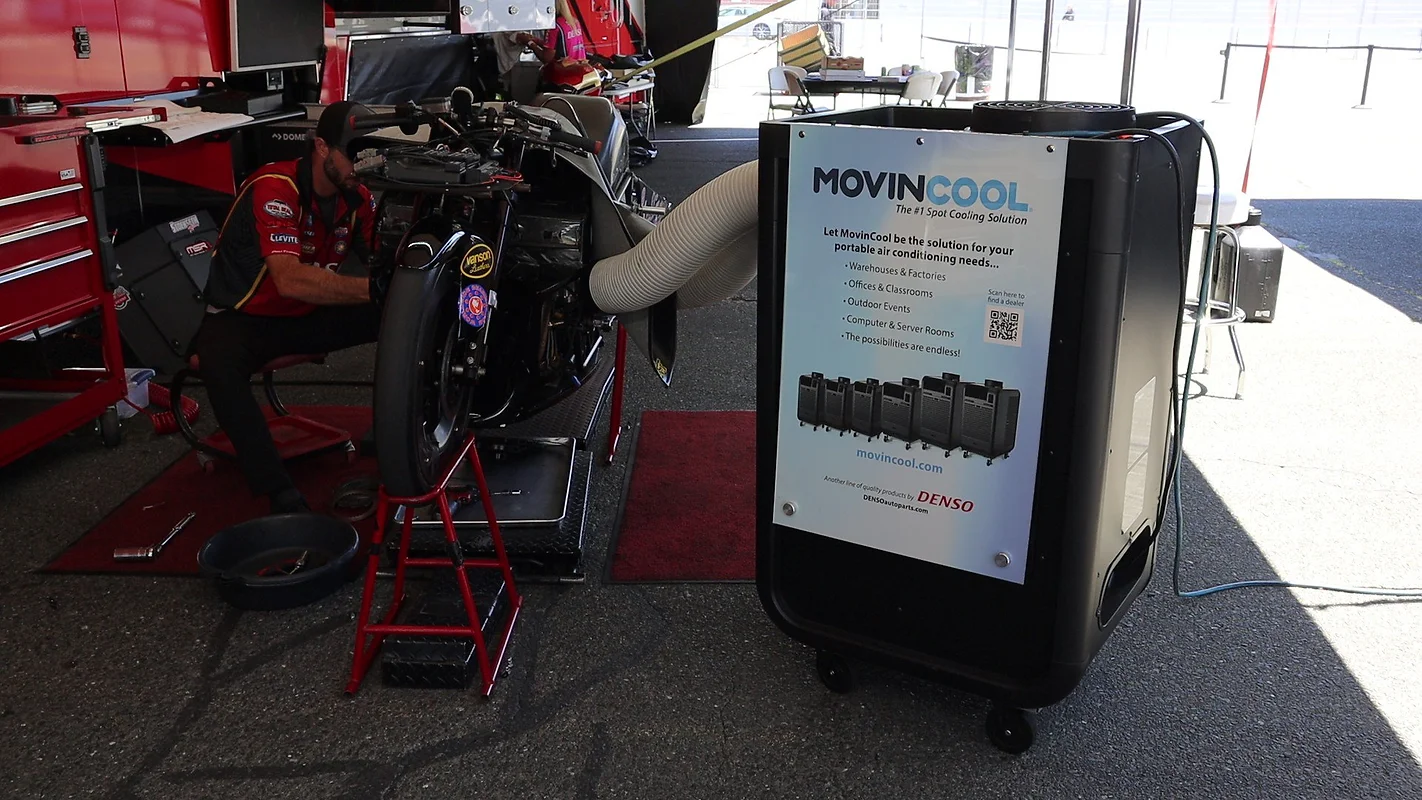 MOVINCOOL
The #1 Spot Cooling Solution
Let MovinCool be the solution for your
portable air conditioning needs...
• Warehouses & Factories
• Offices & Classrooms
• Outdoor Events
• Computer & Server Rooms
• The possibilities are endless!
Scan here to
find a dealer
movincool.com
Another line of quality products by DENSO
DENSOautoparts.com
Vanson
Leathers